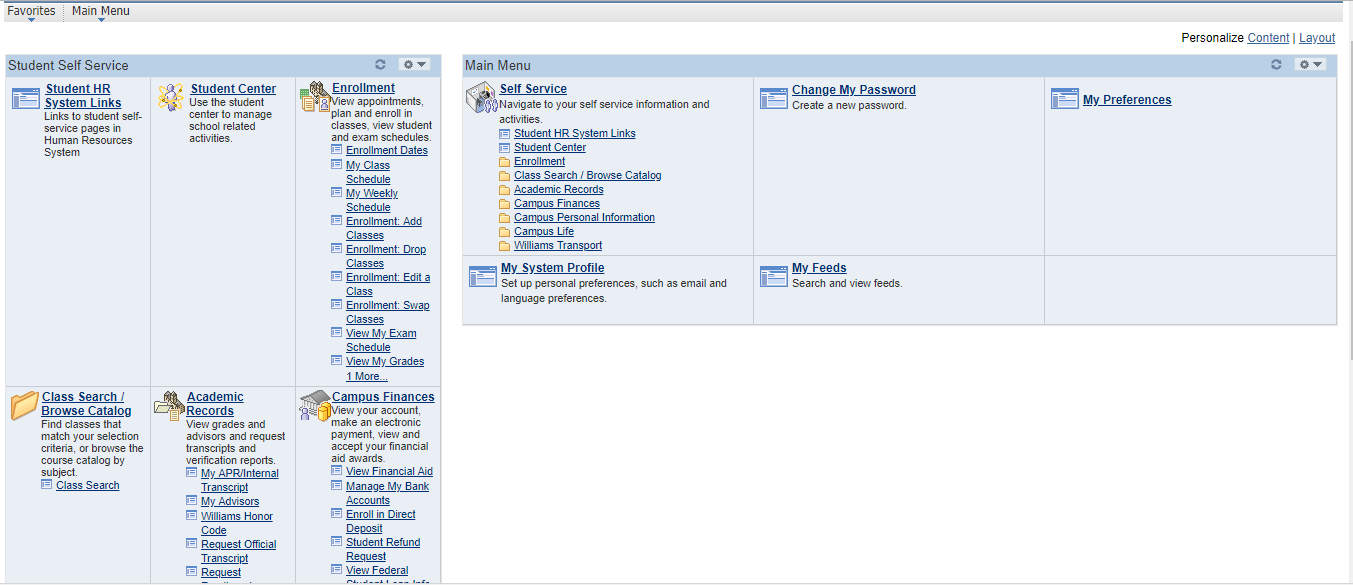 Favorites
Main Menu
Personalize Content | Layout
Student Self Service
Student HR
System Links
Links to student self-
service pages in
Human Resources
System
Student Center
Use the student
center to manage
school related
activities.
Enrollment
View appointments,
plan and enroll in
classes, view student
and exam schedules.
Enrollment Dates
My Class
Schedule
My Weekly
Schedule
Enrollment: Add
Classes
Enrollment: Drop
Classes
Enrollment: Edit a
Class
Enrollment: Swap
Classes
View My Exam
Schedule
View My Grades
1 More...
Class Search /
Browse Catalog
Find classes that
match your selection
criteria, or browse the
course catalog by
subject.
Class Search
Academic
Records
View grades and
advisors and request
transcripts and
verification reports.
My APR/Internal
Transcript
My Advisors
Williams Honor
Code
Request Official
Transcript
Request
Campus Finances
View your account,
make an electronic
payment, view and
accept your financial
aid awards.
View Financial Aid
Manage My Bank
Accounts
Enroll in Direct
Deposit
Student Refund
Request
View Federal
Student Loan Info
Main Menu
Self Service
Navigate to your self service information and
activities.
Student HR System Links
Student Center
Enrollment
Class Search / Browse Catalog
Academic Records
Campus Finances
Campus Personal Information
Campus Life
Williams Transport
Change My Password
Create a new password.
My Preferences
My System Profile
Set up personal preferences, such as email and
language preferences.
My Feeds
Search and view feeds.